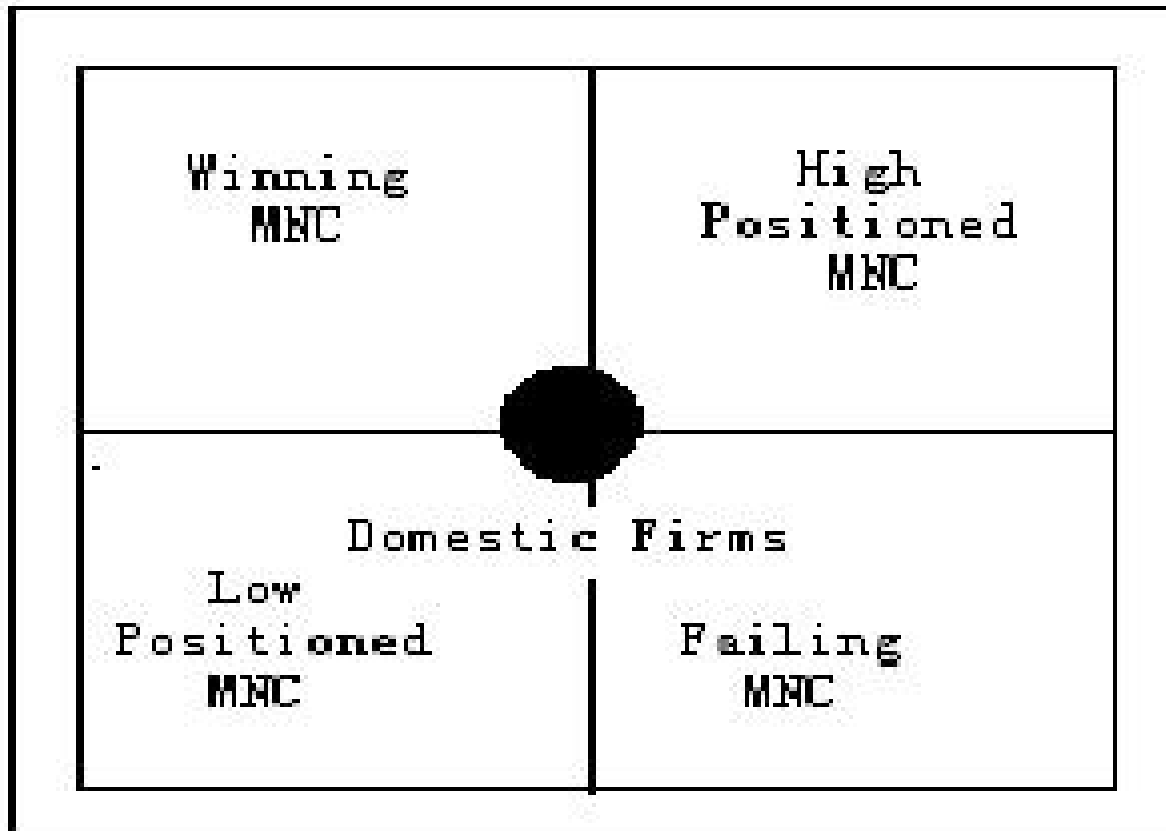 Winning
MNC
High
Positioned
MNC
Domestic Firms
Low
Positioned
MNC
Failing
MNC